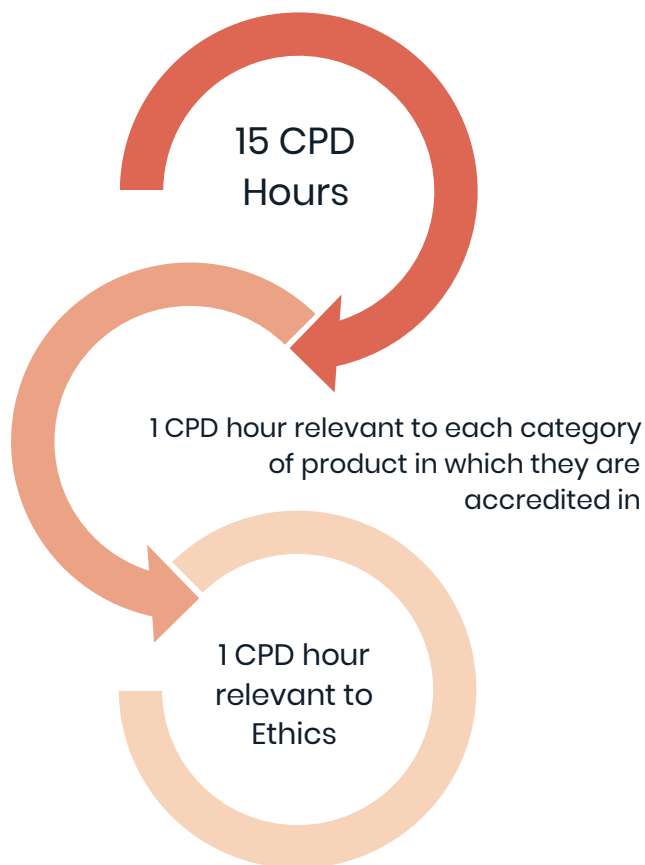 15 CPD
Hours
1 CPD hour relevant to each category
of product in which they are
accredited in
1 CPD hour
relevant to
Ethics